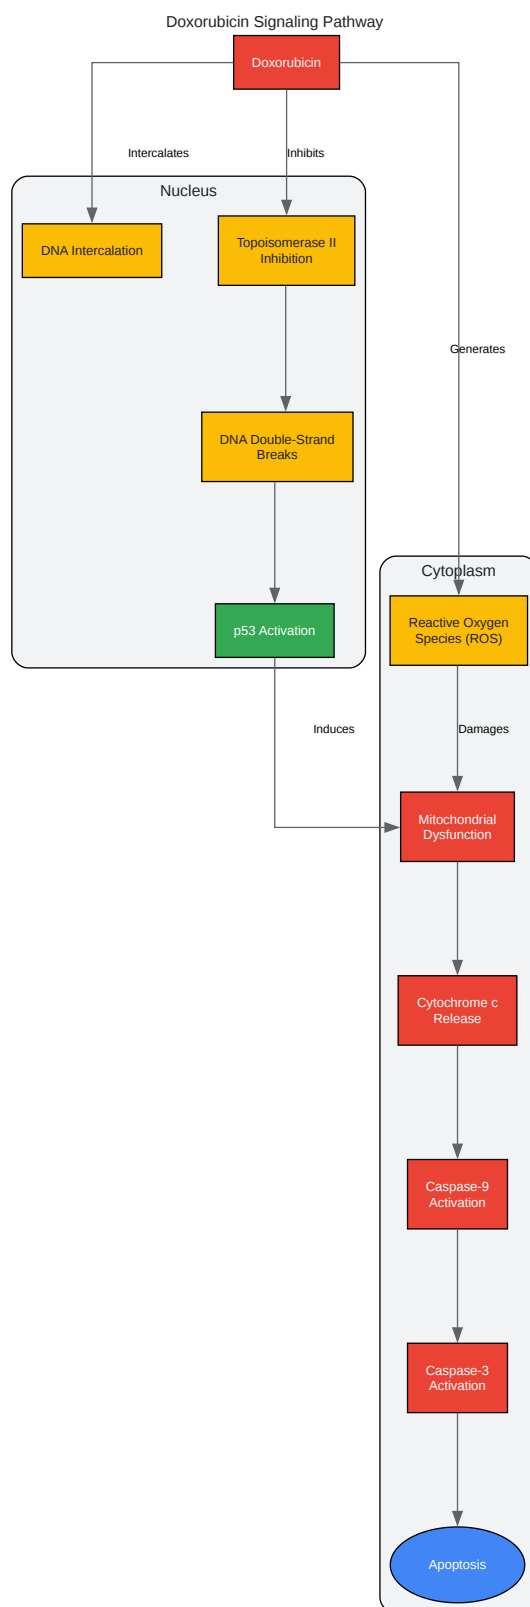 Doxorubicin Signaling Pathway
Doxorubicin
Intercalates
Inhibits
Nucleus
DNA Intercalation
Topoisomerase II
Inhibition
Generates
DNA Double-Strand
Breaks
Cytoplasm
p53 Activation
Reactive Oxygen
Species (ROS)
Induces
Damages
Mitochondrial
Dysfunction
Cytochrome c
Release
Caspase-9
Activation
Caspase-3
Activation
Apoptosis